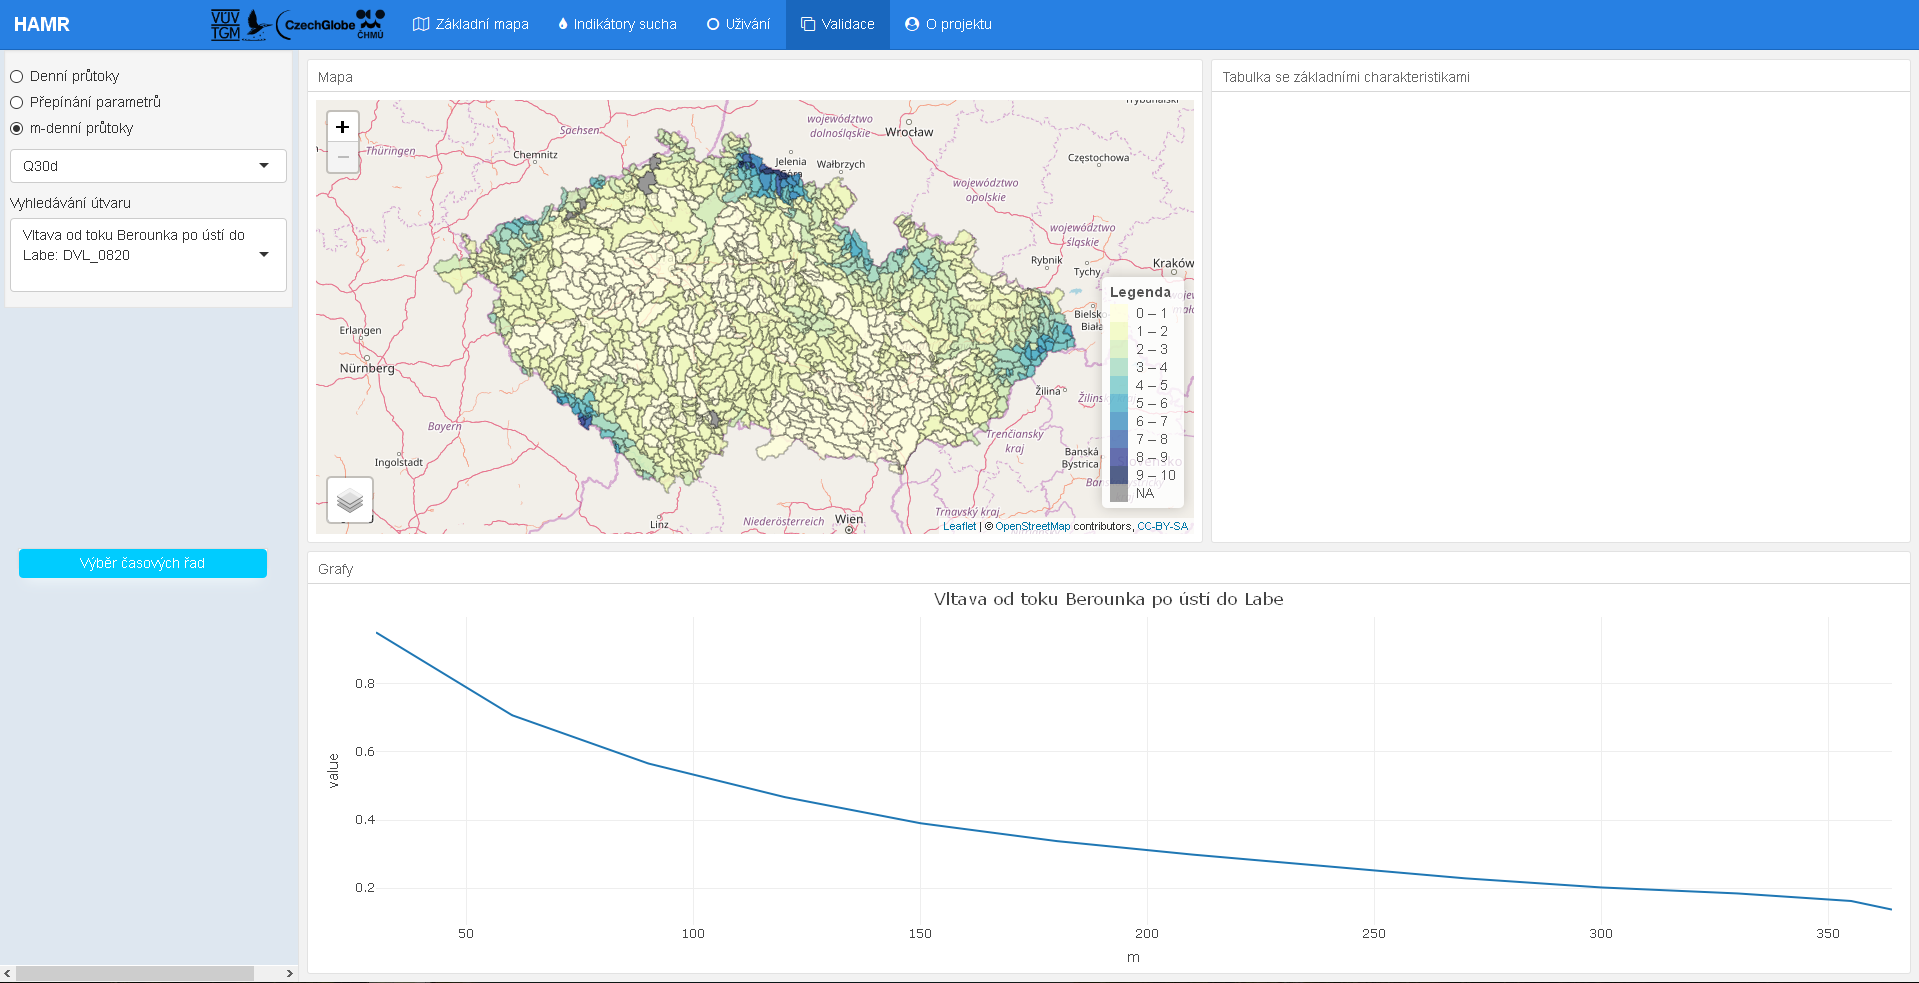 HAMR
VÚV
TGM
CzechGlobe
ČHMÚ
Základní mapa
Indikátory sucha
Užívání
Validace
O projektu
Denní průtoky
Přepínání parametrů
m-denní průtoky
Q30d
Vyhledávání útvaru
Vltava od toku Berounka po ústí do
Labe: DVL_0820
Výběr časových řad
Mapa
+
−
Sachsen
Thüringen
Chemnitz
województwo
dolnośląskie
Wrocław
Jelenia
Góra
Wałbrzych
Częstochowa
województwo
opolskie
województwo
śląskie
Rybnik
Tychy
Kraków
Bielsko
Biała
Erlangen
Nürnberg
Bayern
Ingolstadt
Linz
Niederösterreich
Wien
Žilina
Trenčiansky
kraj
Banská
Bystrica
Trnavský kraj
Legenda
0 – 1
1 – 2
2 – 3
3 – 4
4 – 5
5 – 6
6 – 7
7 – 8
8 – 9
9 – 10
NA
Leaflet | © OpenStreetMap contributors, CC-BY-SA
Tabulka se základními charakteristikami
Grafy
Vltava od toku Berounka po ústí do Labe
value
0.8
0.6
0.4
0.2
50
100
150
200
250
300
350
m